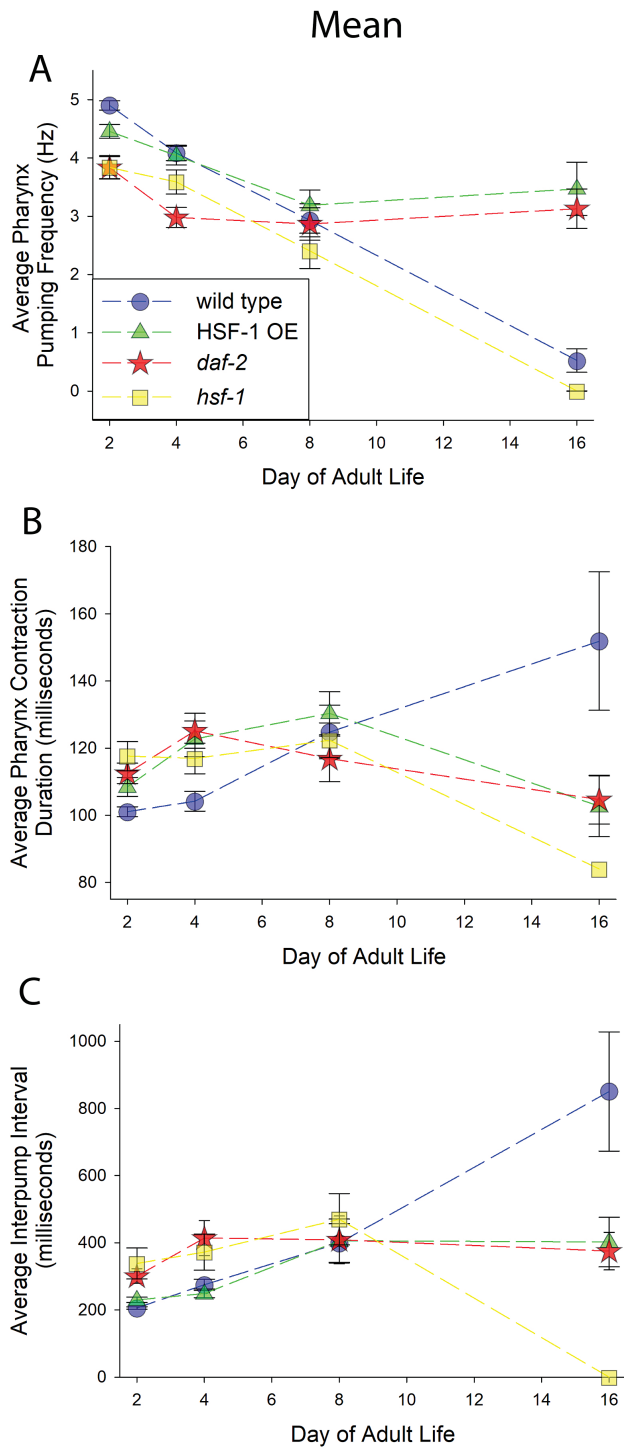 Mean
A
Average Pharynx
Pumping Frequency (Hz)
5
4
3
2
1
0
wild type
HSF-1 OE
daf-2
hsf-1
2 4 6 8 10 12 14 16
Day of Adult Life
B
Average Pharynx Contraction
Duration (milliseconds)
180
160
140
120
100
80
2 4 6 8 10 12 14 16
Day of Adult Life
C
Average Interpump Interval
(milliseconds)
1000
800
600
400
200
0
2 4 6 8 10 12 14 16
Day of Adult Life